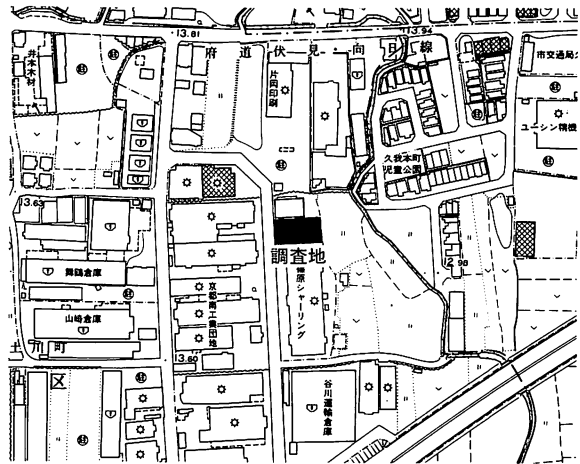 13.81
13.94
府道伏見・向日線
井本木材
片岡印刷
市交通局久
ユーシン精機
久我本町
児童公園
13.63
調査地
舞鶴倉庫
篠原シャーリング
京都南工業団地
山崎倉庫
13.60
区
谷川運輸倉庫